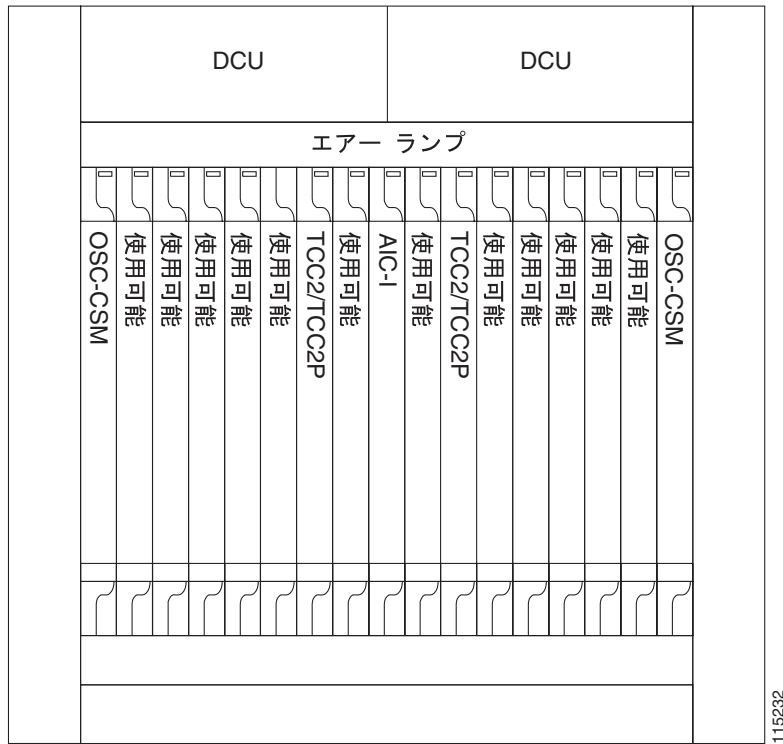 DCU
DCU
エアー ランプ
OSC-CSM
使用可能
使用可能
使用可能
使用可能
使用可能
TCC2/TCC2P
使用可能
AIC-I
使用可能
TCC2/TCC2P
使用可能
使用可能
使用可能
使用可能
使用可能
OSC-CSM
115232